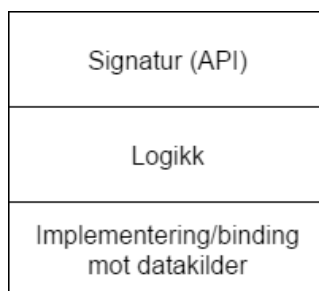 Signatur (API)
Logikk
Implementering/binding
mot datakilder